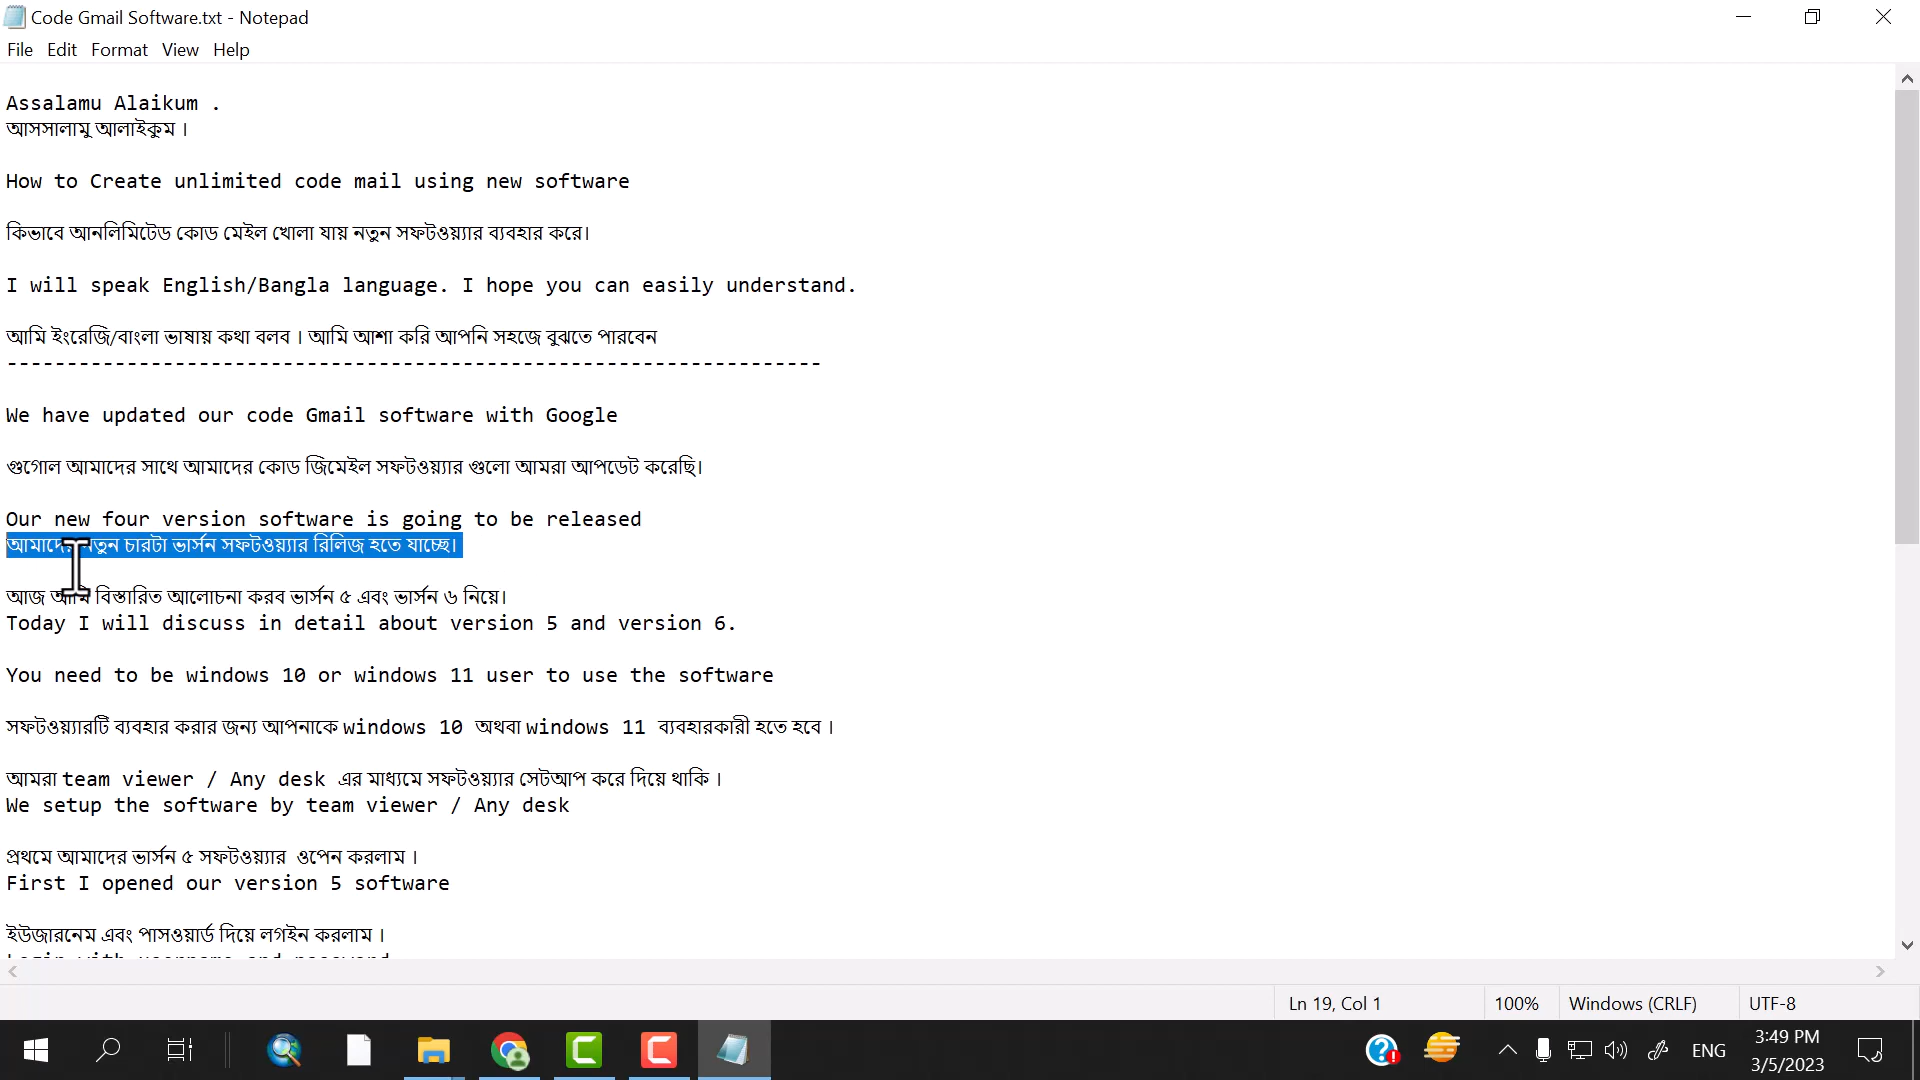 Code Gmail Software.txt - Notepad
File Edit Format View Help
Assalamu Alaikum .
আসসালামু আলাইকুম ।
How to Create unlimited code mail using new software
কিভাবে আনলিমিটেড কোড মেইল খোলা যায় নতুন সফটওয়্যার ব্যবহার করে।
I will speak English/Bangla language. I hope you can easily understand.
আমি ইংরেজি/বাংলা ভাষায় কথা বলব । আমি আশা করি আপনি সহজে বুঝতে পারবেন
--------------------------------------------------------------------
We have updated our code Gmail software with Google
গুগোল আমাদের সাথে আমাদের কোড জিমেইল সফটওয়্যার গুলো আমরা আপডেট করেছি।
Our new four version software is going to be released
আমাদের নতুন চারটা ভার্সন সফটওয়্যার রিলিজ হতে যাচ্ছে।
আজ আমি বিস্তারিত আলোচনা করব ভার্সন ৫ এবং ভার্সন ৬ নিয়ে।
Today I will discuss in detail about version 5 and version 6.
You need to be windows 10 or windows 11 user to use the software
সফটওয়্যারটি ব্যবহার করার জন্য আপনাকে windows 10 অথবা windows 11 ব্যবহারকারী হতে হবে ।
আমরা team viewer / Any desk এর মাধ্যমে সফটওয়্যার সেটআপ করে দিয়ে থাকি ।
We setup the software by team viewer / Any desk
প্রথমে আমাদের ভার্সন ৫ সফটওয়্যার ওপেন করলাম ।
First I opened our version 5 software
ইউজারনেম এবং পাসওয়ার্ড দিয়ে লগইন করলাম ।
Ln 19, Col 1 100% Windows (CRLF) UTF-8
ENG
3:49 PM
3/5/2023